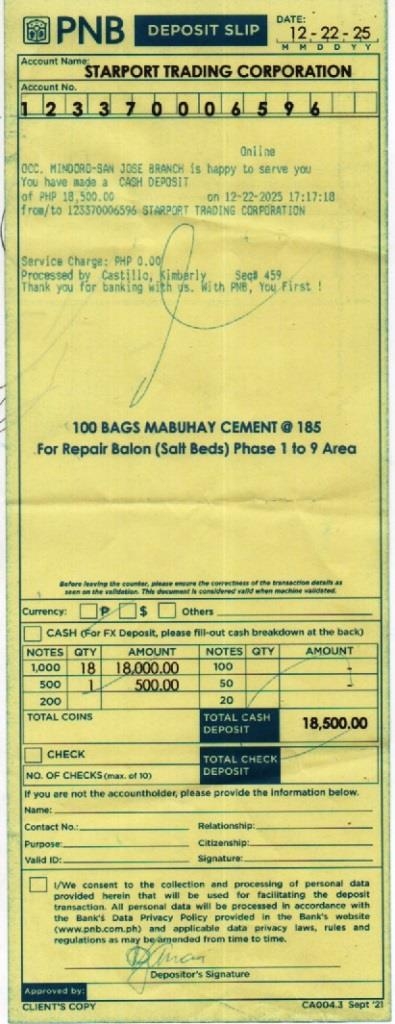 PNB DEPOSIT SLIP DATE: 12-22-25
M M D D Y Y
Account Name: STARPORT TRADING CORPORATION
Account No.
1 2 3 3 7 0 0 0 6 5 9 6
Online
OCC. MINDORO-SAN JOSE BRANCH is happy to serve you
You have made a CASH DEPOSIT
of PHP 18,500.00 on 12-22-2025 17:17:18
from/to 123370006596 STARPORT TRADING CORPORATION
Service Charge: PHP 0.00
Processed by Castillo, Kimberly Seq# 459
Thank you for banking with us. With PNB, You First !
100 BAGS MABUHAY CEMENT @ 185
For Repair Balon (Salt Beds) Phase 1 to 9 Area
Before leaving the counter, please ensure the correctness of the transaction details as
seen on the validation. This document is considered valid when machine validated.
Currency: ₱ $ Others
CASH (For FX Deposit, please fill-out cash breakdown at the back)
NOTES QTY AMOUNT NOTES QTY AMOUNT
1,000 18 18,000.00 100 -
500 1 500.00 50 -
200 20
TOTAL COINS TOTAL CASH DEPOSIT 18,500.00
CHECK TOTAL CHECK DEPOSIT
NO. OF CHECKS (max. of 10)
If you are not the accountholder, please provide the information below.
Name:
Contact No.: Relationship:
Purpose: Citizenship:
Valid ID: Signature:
I/We consent to the collection and processing of personal data
provided herein that will be used for facilitating the deposit
transaction. All personal data will be processed in accordance with
the Bank's Data Privacy Policy provided in the Bank's website
(www.pnb.com.ph) and applicable data privacy laws, rules and
regulations as may be amended from time to time.
Depositor's Signature
Approved by:
CLIENT'S COPY CA004.3 Sept '21